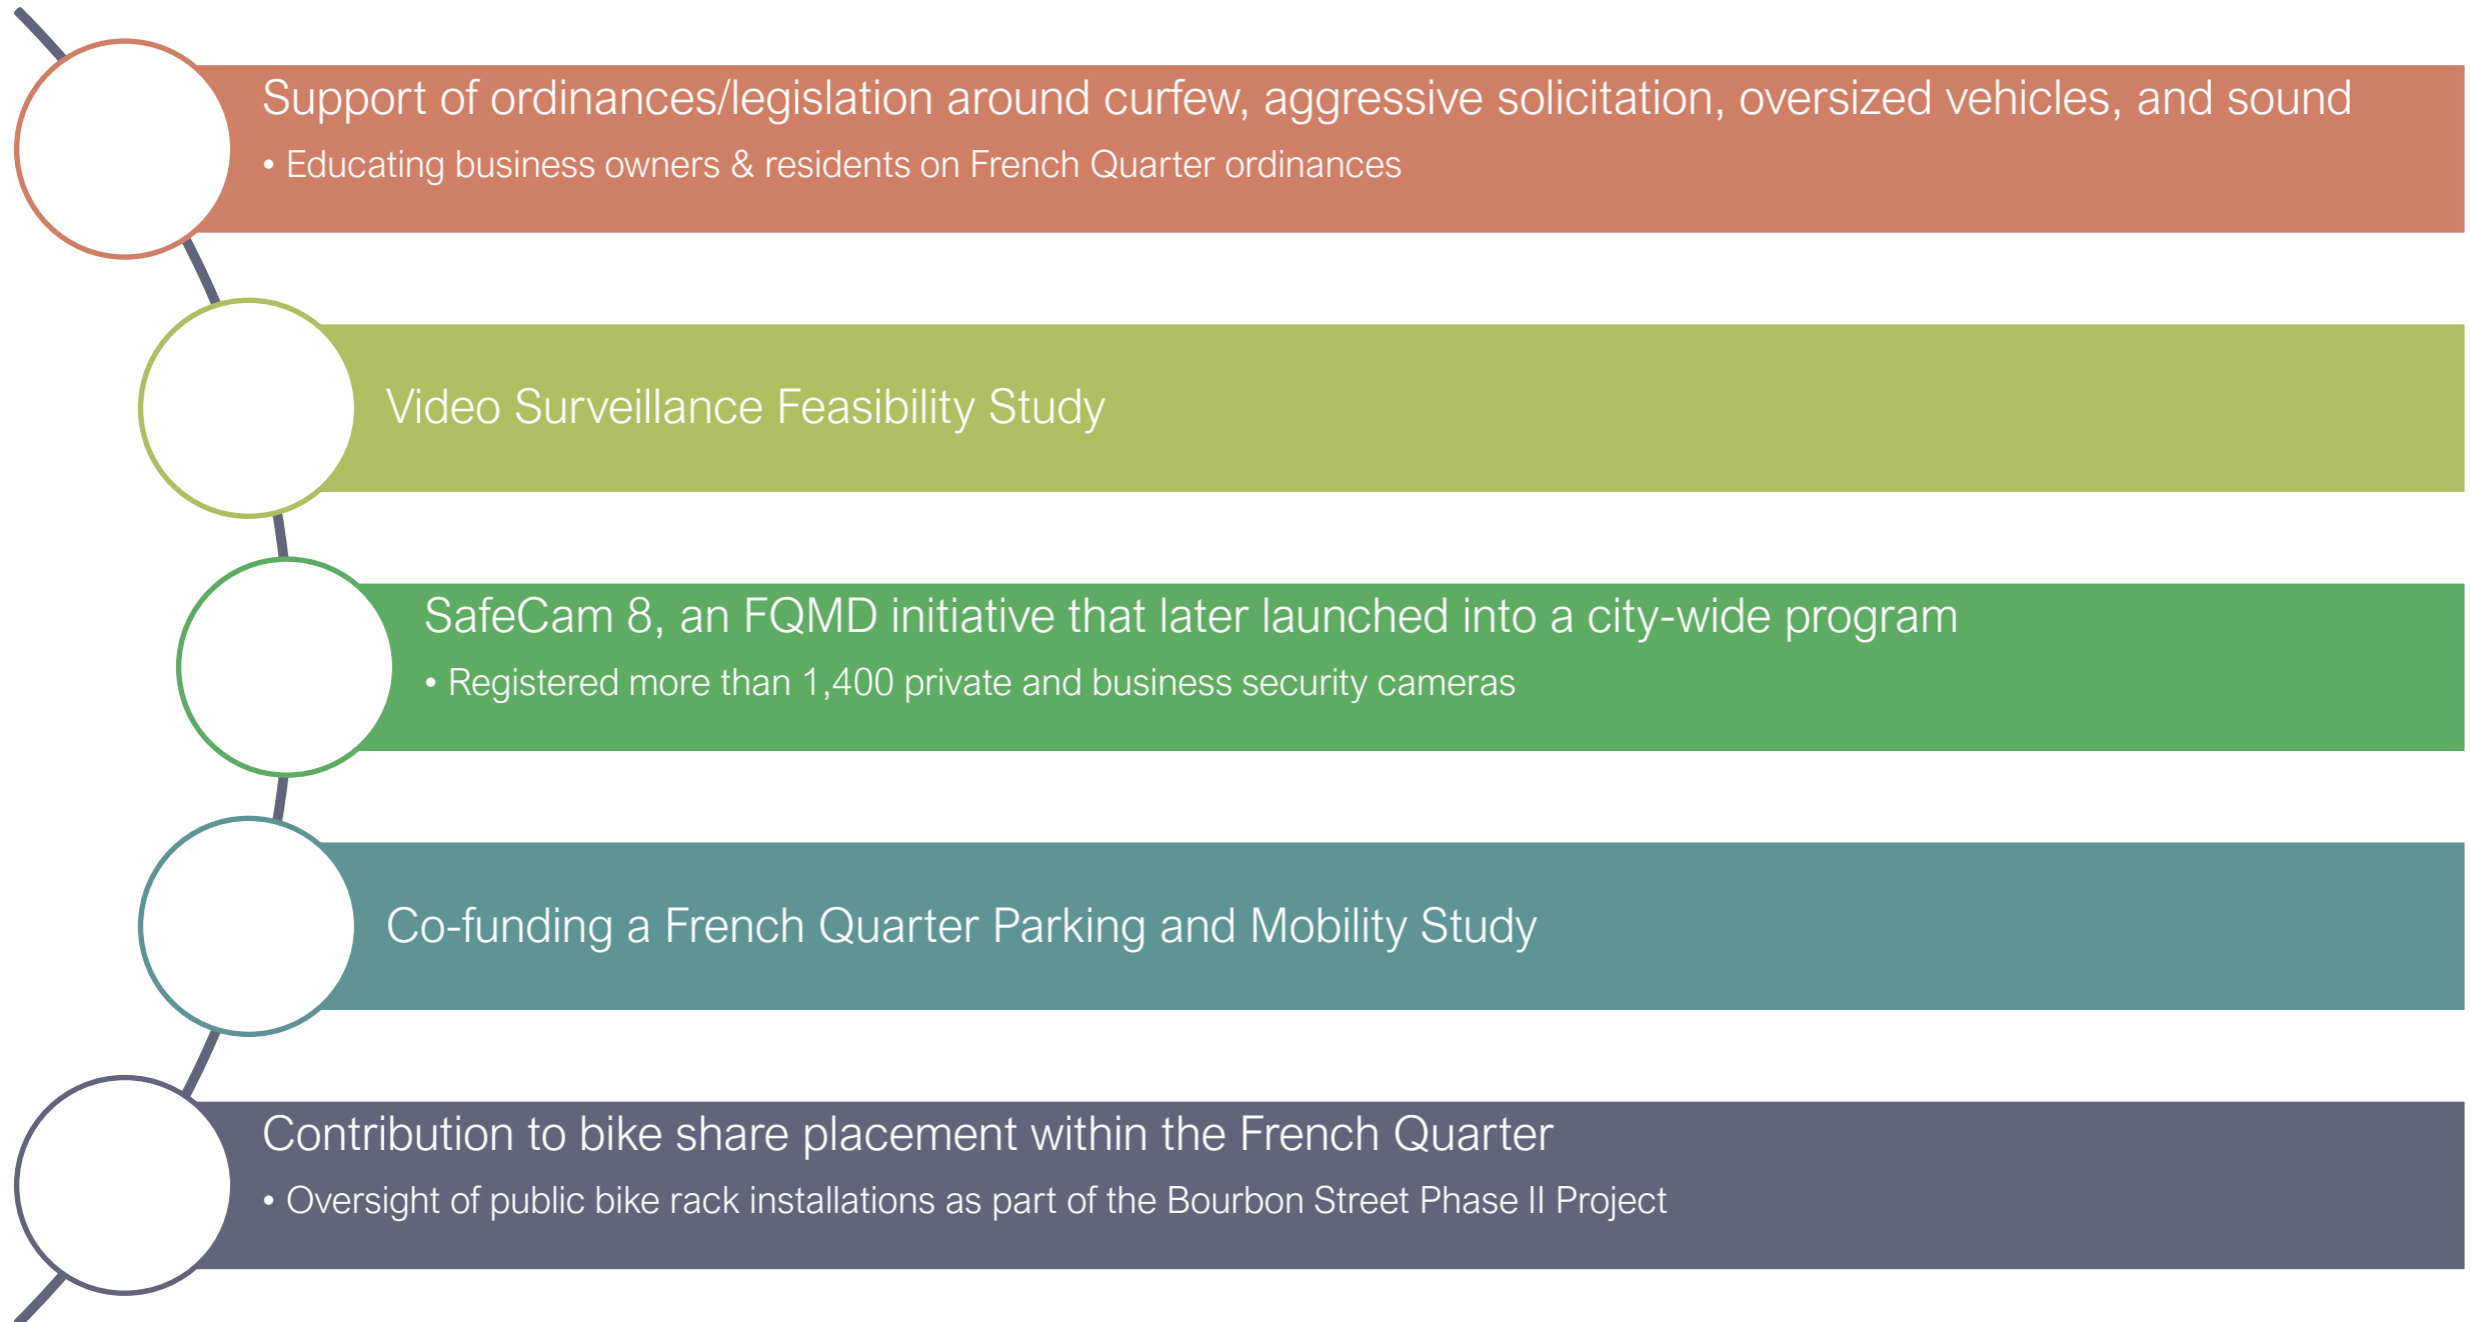 Support of ordinances/legislation around curfew, aggressive solicitation, oversized vehicles, and sound
• Educating business owners & residents on French Quarter ordinances
Video Surveillance Feasibility Study
SafeCam 8, an FQMD initiative that later launched into a city-wide program
• Registered more than 1,400 private and business security cameras
Co-funding a French Quarter Parking and Mobility Study
Contribution to bike share placement within the French Quarter
• Oversight of public bike rack installations as part of the Bourbon Street Phase II Project